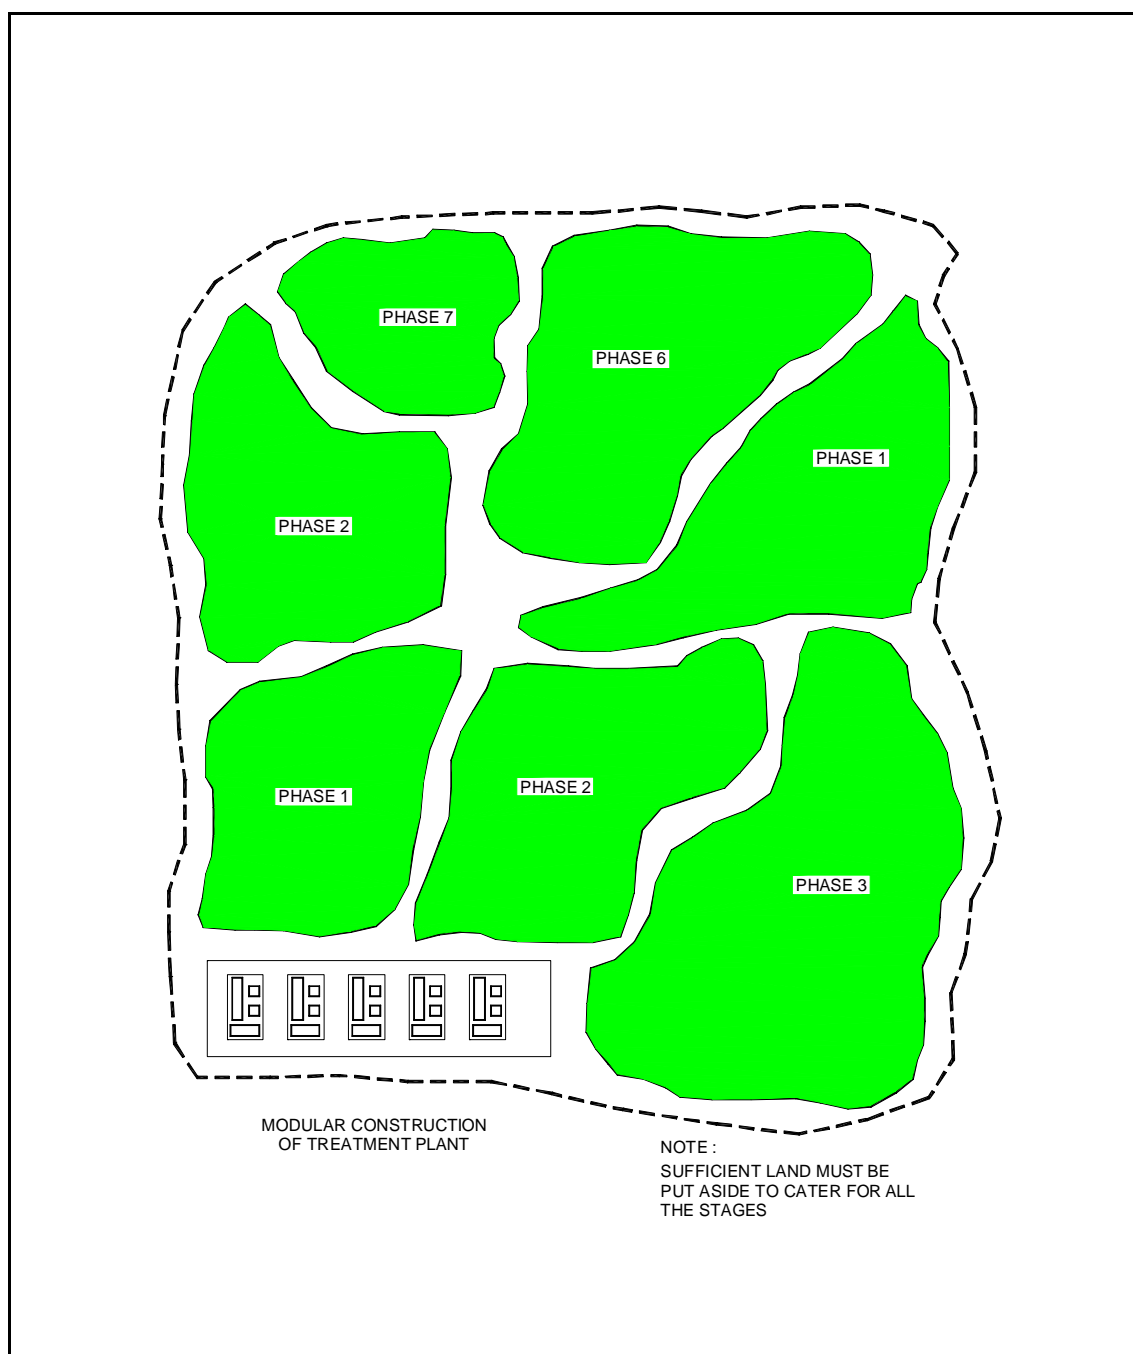 PHASE 7
PHASE 6
PHASE 1
PHASE 2
PHASE 1
PHASE 2
PHASE 3
MODULAR CONSTRUCTION
OF TREATMENT PLANT
NOTE :
SUFFICIENT LAND MUST BE
PUT ASIDE TO CATER FOR ALL
THE STAGES